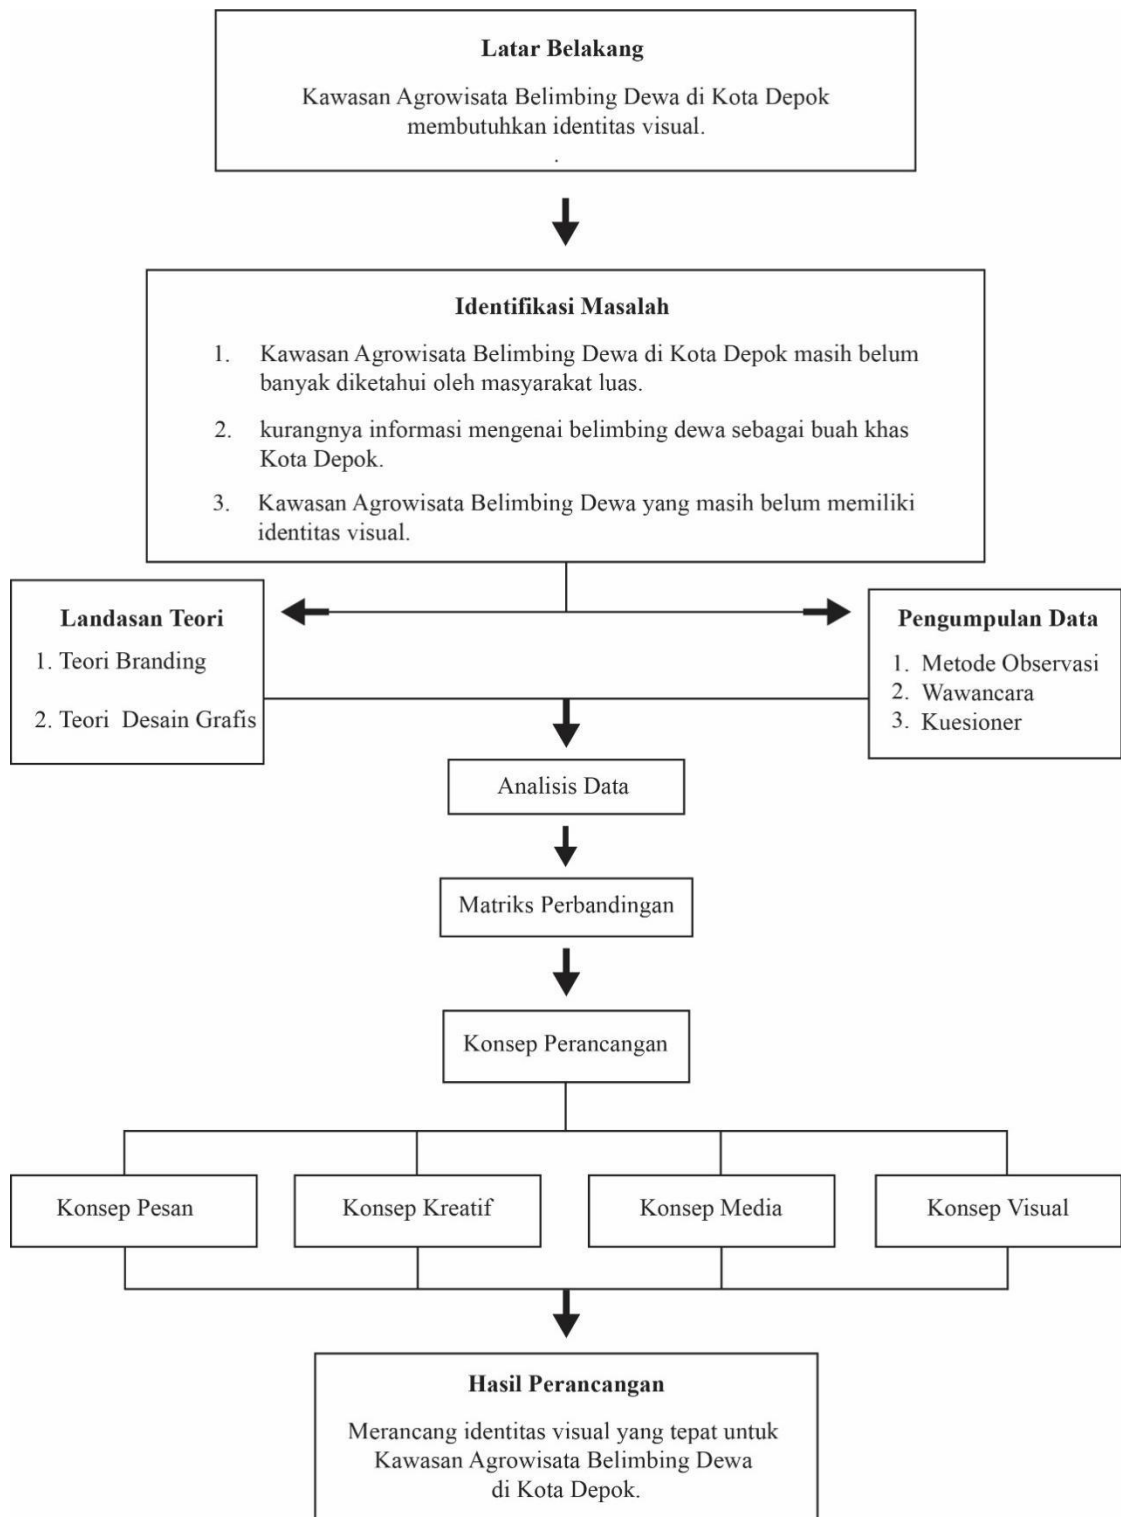 Latar Belakang
Kawasan Agrowisata Belimbing Dewa di Kota Depok
membutuhkan identitas visual.
.
Identifikasi Masalah
1. Kawasan Agrowisata Belimbing Dewa di Kota Depok masih belum
banyak diketahui oleh masyarakat luas.
2. kurangnya informasi mengenai belimbing dewa sebagai buah khas
Kota Depok.
3. Kawasan Agrowisata Belimbing Dewa yang masih belum memiliki
identitas visual.
Landasan Teori
1. Teori Branding
2. Teori Desain Grafis
Pengumpulan Data
1. Metode Observasi
2. Wawancara
3. Kuesioner
Analisis Data
Matriks Perbandingan
Konsep Perancangan
Konsep Pesan
Konsep Kreatif
Konsep Media
Konsep Visual
Hasil Perancangan
Merancang identitas visual yang tepat untuk
Kawasan Agrowisata Belimbing Dewa
di Kota Depok.